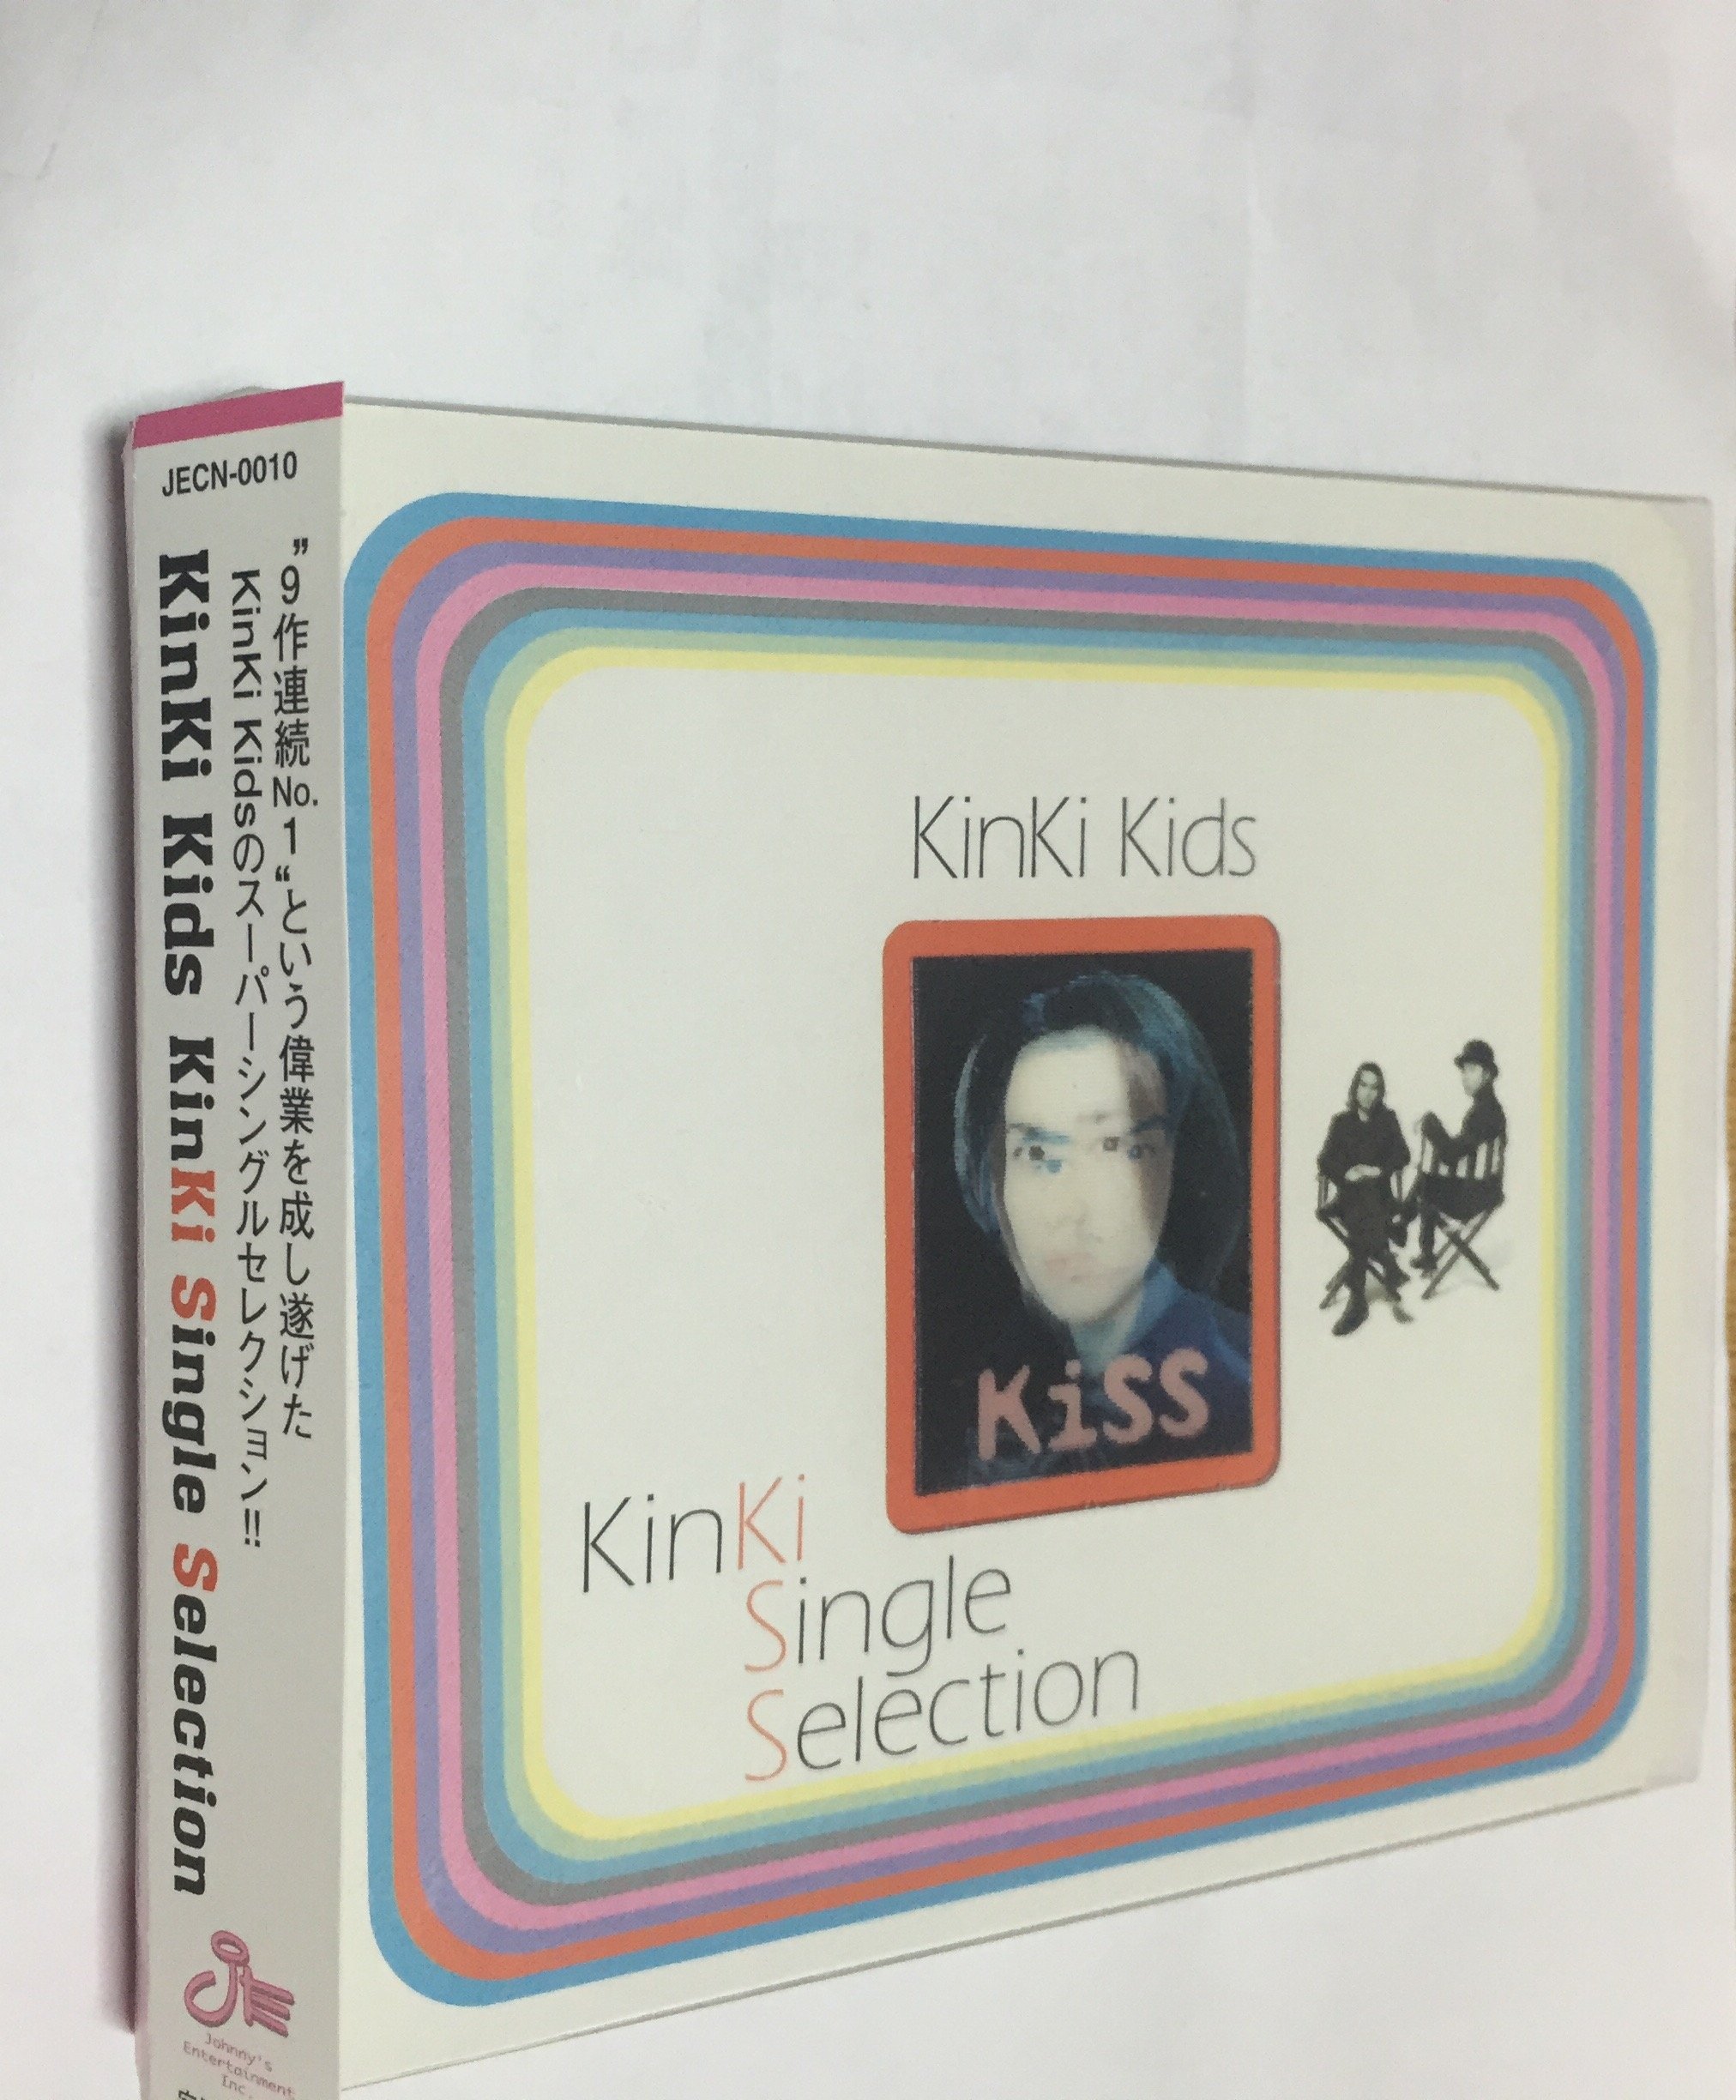 JECN-0010
”9作連続No.1“という偉業を成し遂げた
KinKi Kidsのスーパーシングルセレクション!!
KinKi Kids KinKi Single Selection
JE
Johnny's
Entertainment
Inc.
KinKi Kids
KiSS
KinKi
Single
Selection